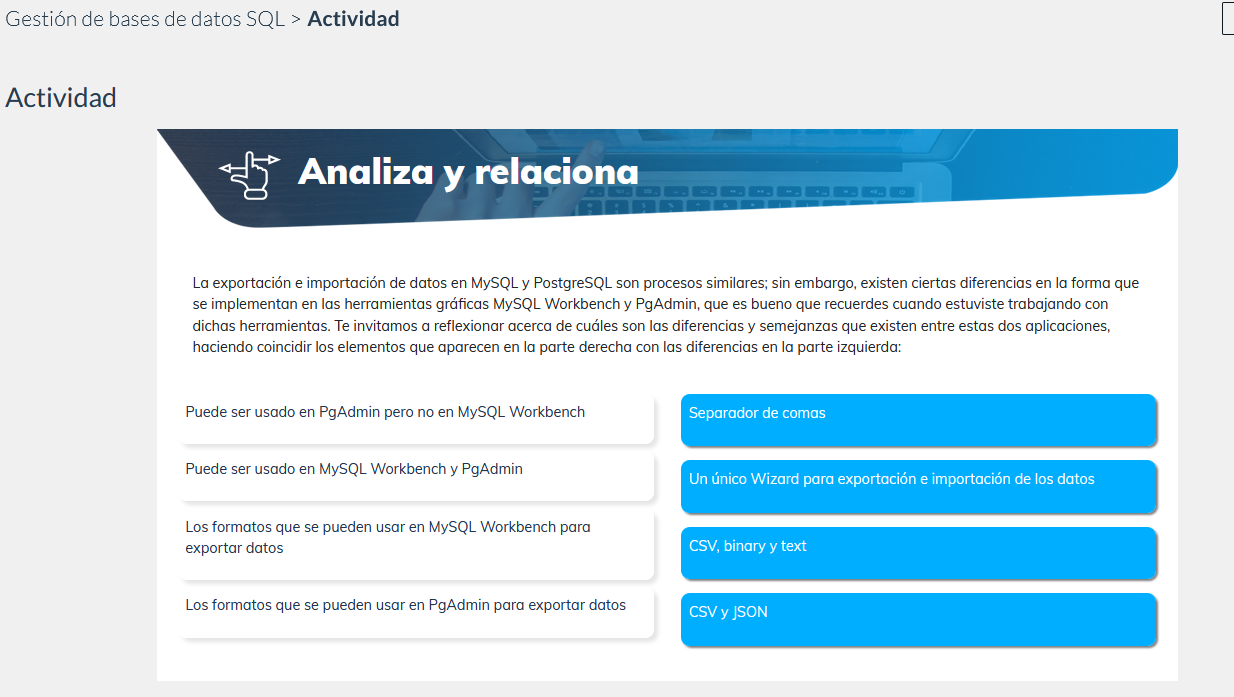 Gestión de bases de datos SQL > Actividad
Actividad
Analiza y relaciona
La exportación e importación de datos en MySQL y PostgreSQL son procesos similares; sin embargo, existen ciertas diferencias en la forma que
se implementan en las herramientas gráficas MySQL Workbench y PgAdmin, que es bueno que recuerdes cuando estuviste trabajando con
dichas herramientas. Te invitamos a reflexionar acerca de cuáles son las diferencias y semejanzas que existen entre estas dos aplicaciones,
haciendo coincidir los elementos que aparecen en la parte derecha con las diferencias en la parte izquierda:
Puede ser usado en PgAdmin pero no en MySQL Workbench
Separador de comas
Puede ser usado en MySQL Workbench y PgAdmin
Un único Wizard para exportación e importación de los datos
Los formatos que se pueden usar en MySQL Workbench para
exportar datos
CSV, binary y text
Los formatos que se pueden usar en PgAdmin para exportar datos
CSV y JSON